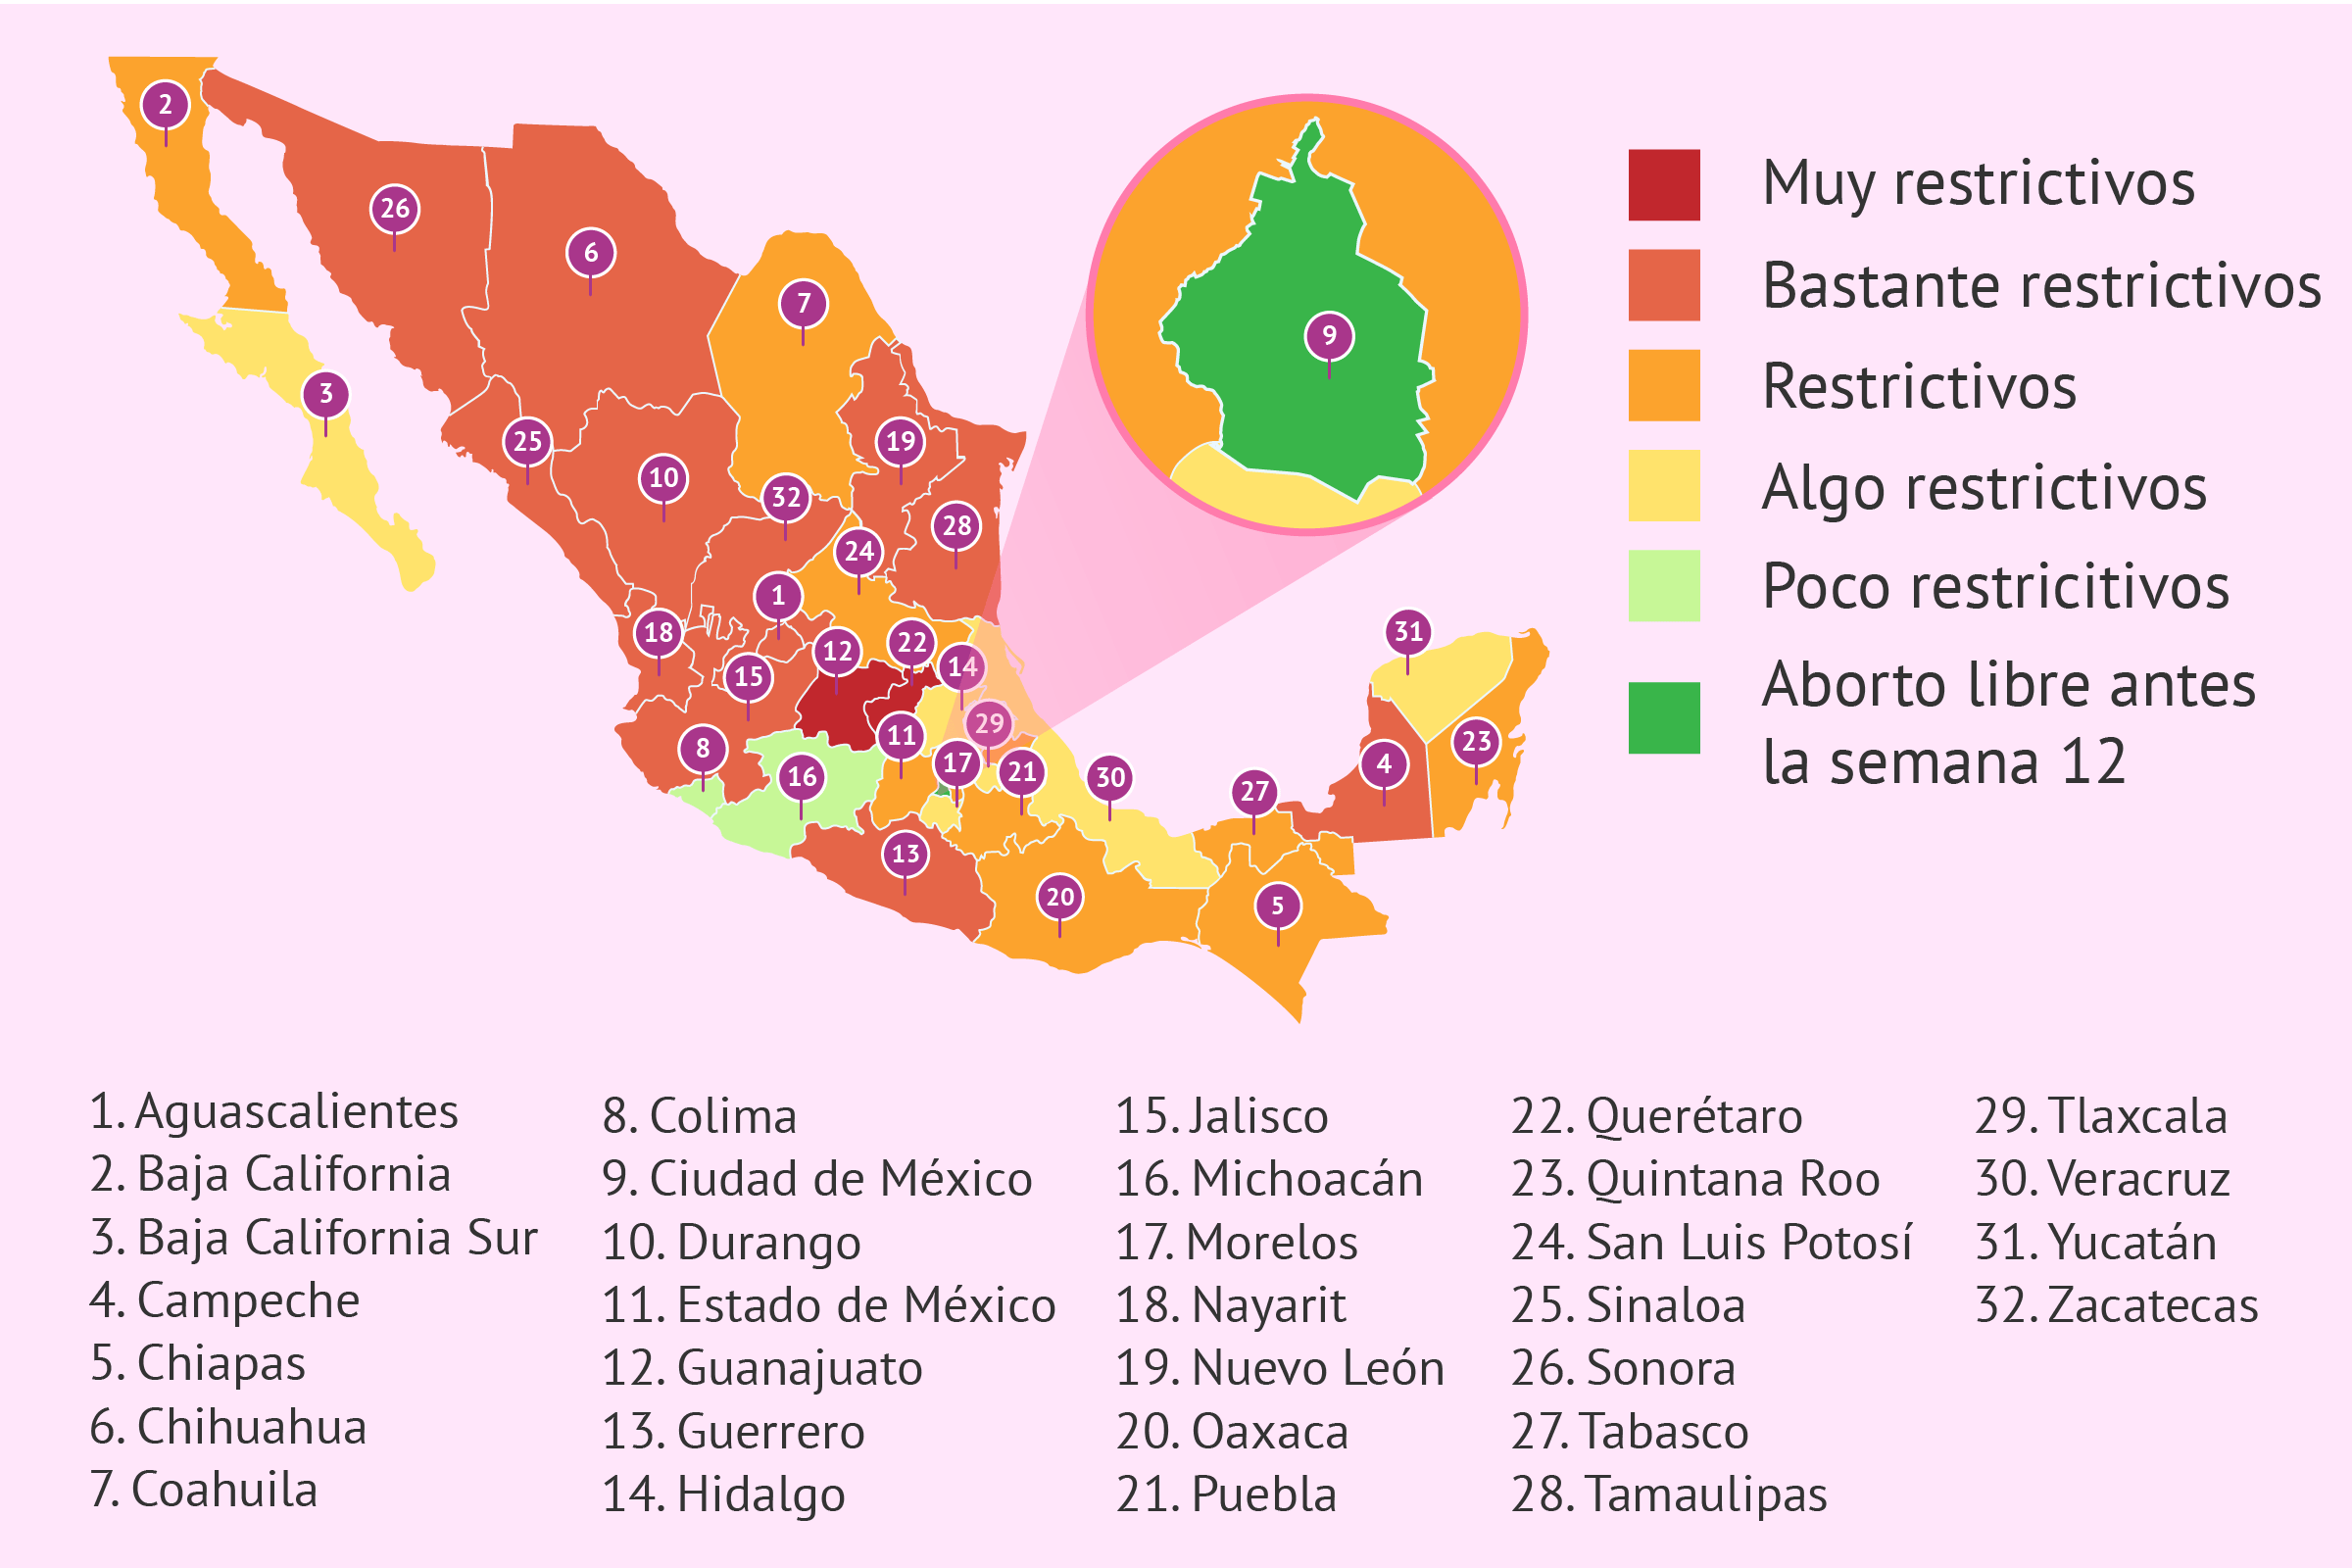 2
26
6
7
3
25
10
32
19
28
24
1
18
12
22
14
15
29
8
16
11
17
21
30
13
20
27
5
31
4
23
9
Muy restrictivos
Bastante restrictivos
Restrictivos
Algo restrictivos
Poco restricitivos
Aborto libre antes
la semana 12
1. Aguascalientes
2. Baja California
3. Baja California Sur
4. Campeche
5. Chiapas
6. Chihuahua
7. Coahuila
8. Colima
9. Ciudad de México
10. Durango
11. Estado de México
12. Guanajuato
13. Guerrero
14. Hidalgo
15. Jalisco
16. Michoacán
17. Morelos
18. Nayarit
19. Nuevo León
20. Oaxaca
21. Puebla
22. Querétaro
23. Quintana Roo
24. San Luis Potosí
25. Sinaloa
26. Sonora
27. Tabasco
28. Tamaulipas
29. Tlaxcala
30. Veracruz
31. Yucatán
32. Zacatecas